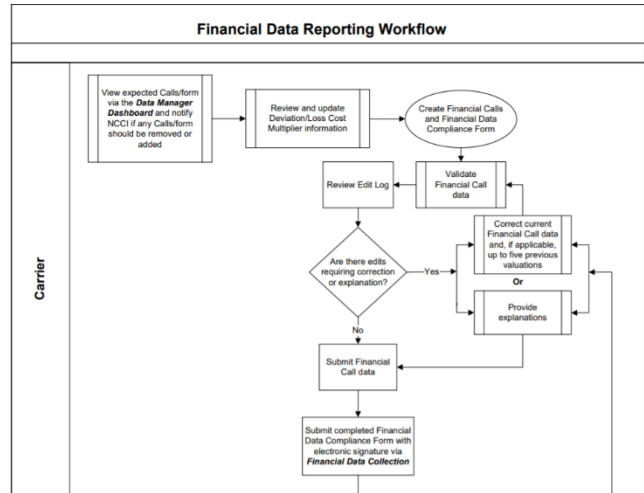 Financial Data Reporting Workflow
Carrier
View expected Calls/form
via the Data Manager
Dashboard and notify
NCCI if any Calls/form
should be removed or
added
Review and update
Deviation/Loss Cost
Multiplier information
Create Financial Calls
and Financial Data
Compliance Form
Validate
Financial Call
data
Review Edit Log
Are there edits
requiring correction
or explanation?
Yes
Correct current
Financial Call data
and, if applicable,
up to five previous
valuations
Or
Provide
explanations
No
Submit Financial
Call data
Submit completed Financial
Data Compliance Form with
electronic signature via
Financial Data Collection